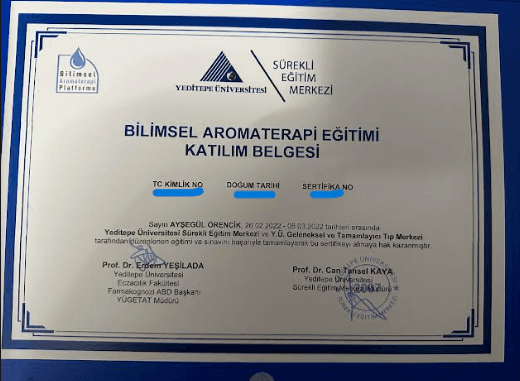 Bilimsel
Aromaterapi
Platformu
YEDİTEPE ÜNİVERSİTESİ
SÜREKLİ
EĞİTİM
MERKEZİ
BİLİMSEL AROMATERAPİ EĞİTİMİ
KATILIM BELGESİ
TC KİMLİK NO DOĞUM TARİHİ SERTİFİKA NO
Sayın AYŞEGÜL ÖRENCİK, 26.02.2022 - 08.03.2022 tarihleri arasında
Yeditepe Üniversitesi Sürekli Eğitim Merkezi ve Y.Ü. Geleneksel ve Tamamlayıcı Tıp Merkezi
tarafından düzenlenen eğitimi ve sınavını başarıyla tamamlayarak bu sertifikayı almaya hak kazanmıştır.
Prof. Dr. Erdem YEŞİLADA
Yeditepe Üniversitesi
Eczacılık Fakültesi
Farmakognozi ABD Başkanı
YÜGETAT Müdürü
Prof. Dr. Can Tansel KAYA
Yeditepe Üniversitesi
Sürekli Eğitim Merkezi Müdürü